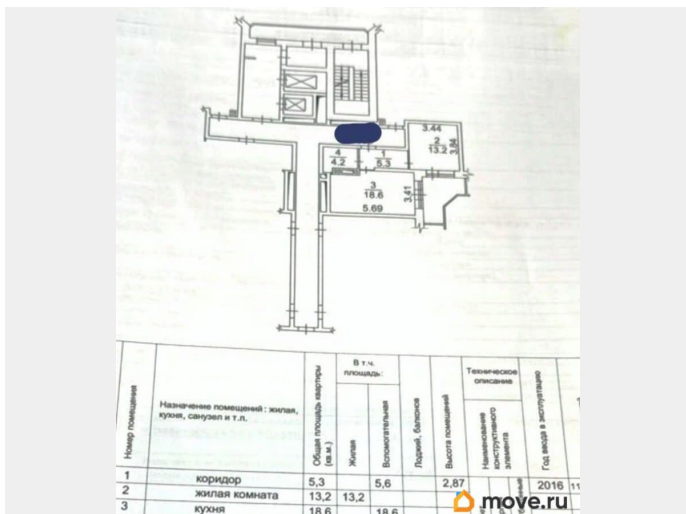 3.44
2
13.2
3.84
4
4.2
1
5.3
3
18.6
3.41
5.69
Номер помещения
Назначение помещений : жилая, кухня, санузел и т.п.
Общая площадь квартиры (кв.м.)
В т.ч. площадь:
Жилая
Вспомогательная
Лоджий, балконов
Высота помещений
Техническое описание
Наименование конструктивного элемента
Год ввода в эксплуатацию
1 коридор 5,3 5,6 2,87 2016 11
2 жилая комната 13,2 13,2
3 кухня 18,6 18,6
move.ru